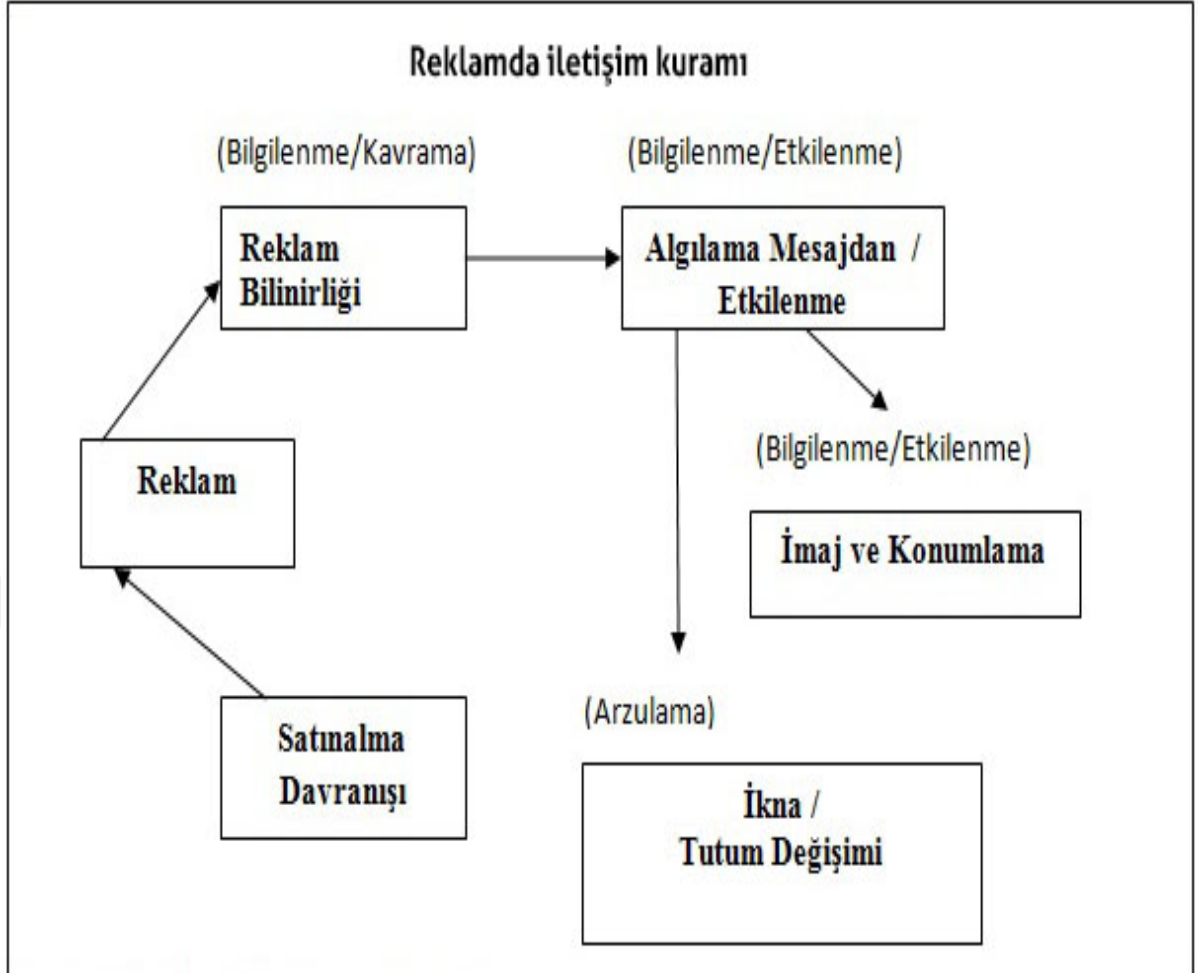 Reklamda iletişim kuramı
(Bilgilenme/Kavrama)
(Bilgilenme/Etkilenme)
Reklam
Bilinirliği
Algılama Mesajdan /
Etkilenme
(Bilgilenme/Etkilenme)
Reklam
İmaj ve Konumlama
Satınalma
Davranışı
(Arzulama)
İkna /
Tutum Değişimi